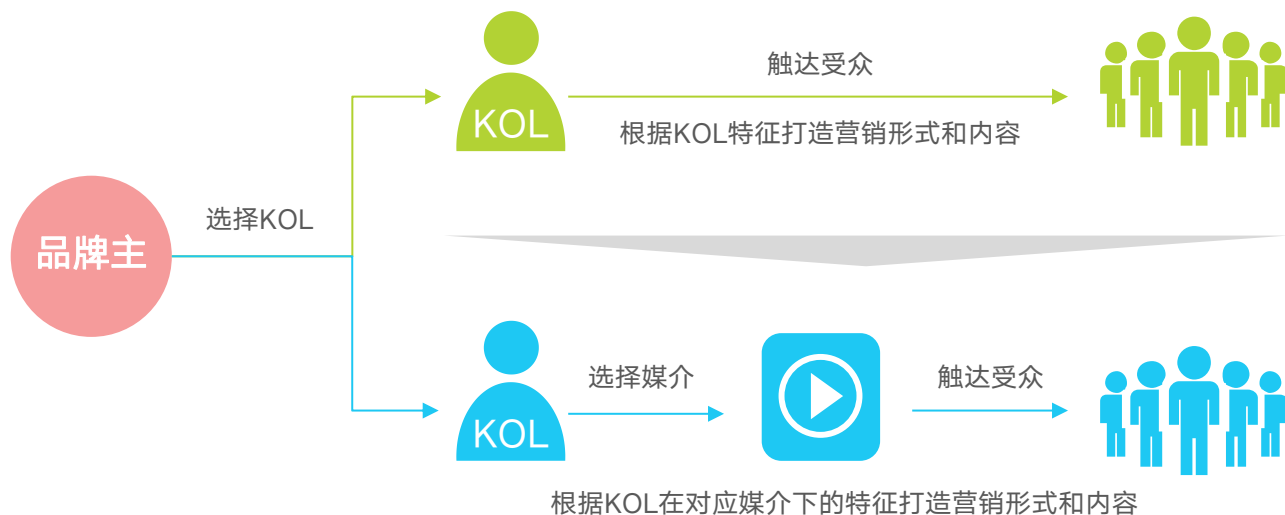 触达受众
KOL
根据KOL特征打造营销形式和内容
选择KOL
品牌主
选择媒介
触达受众
KOL
根据KOL在对应媒介下的特征打造营销形式和内容